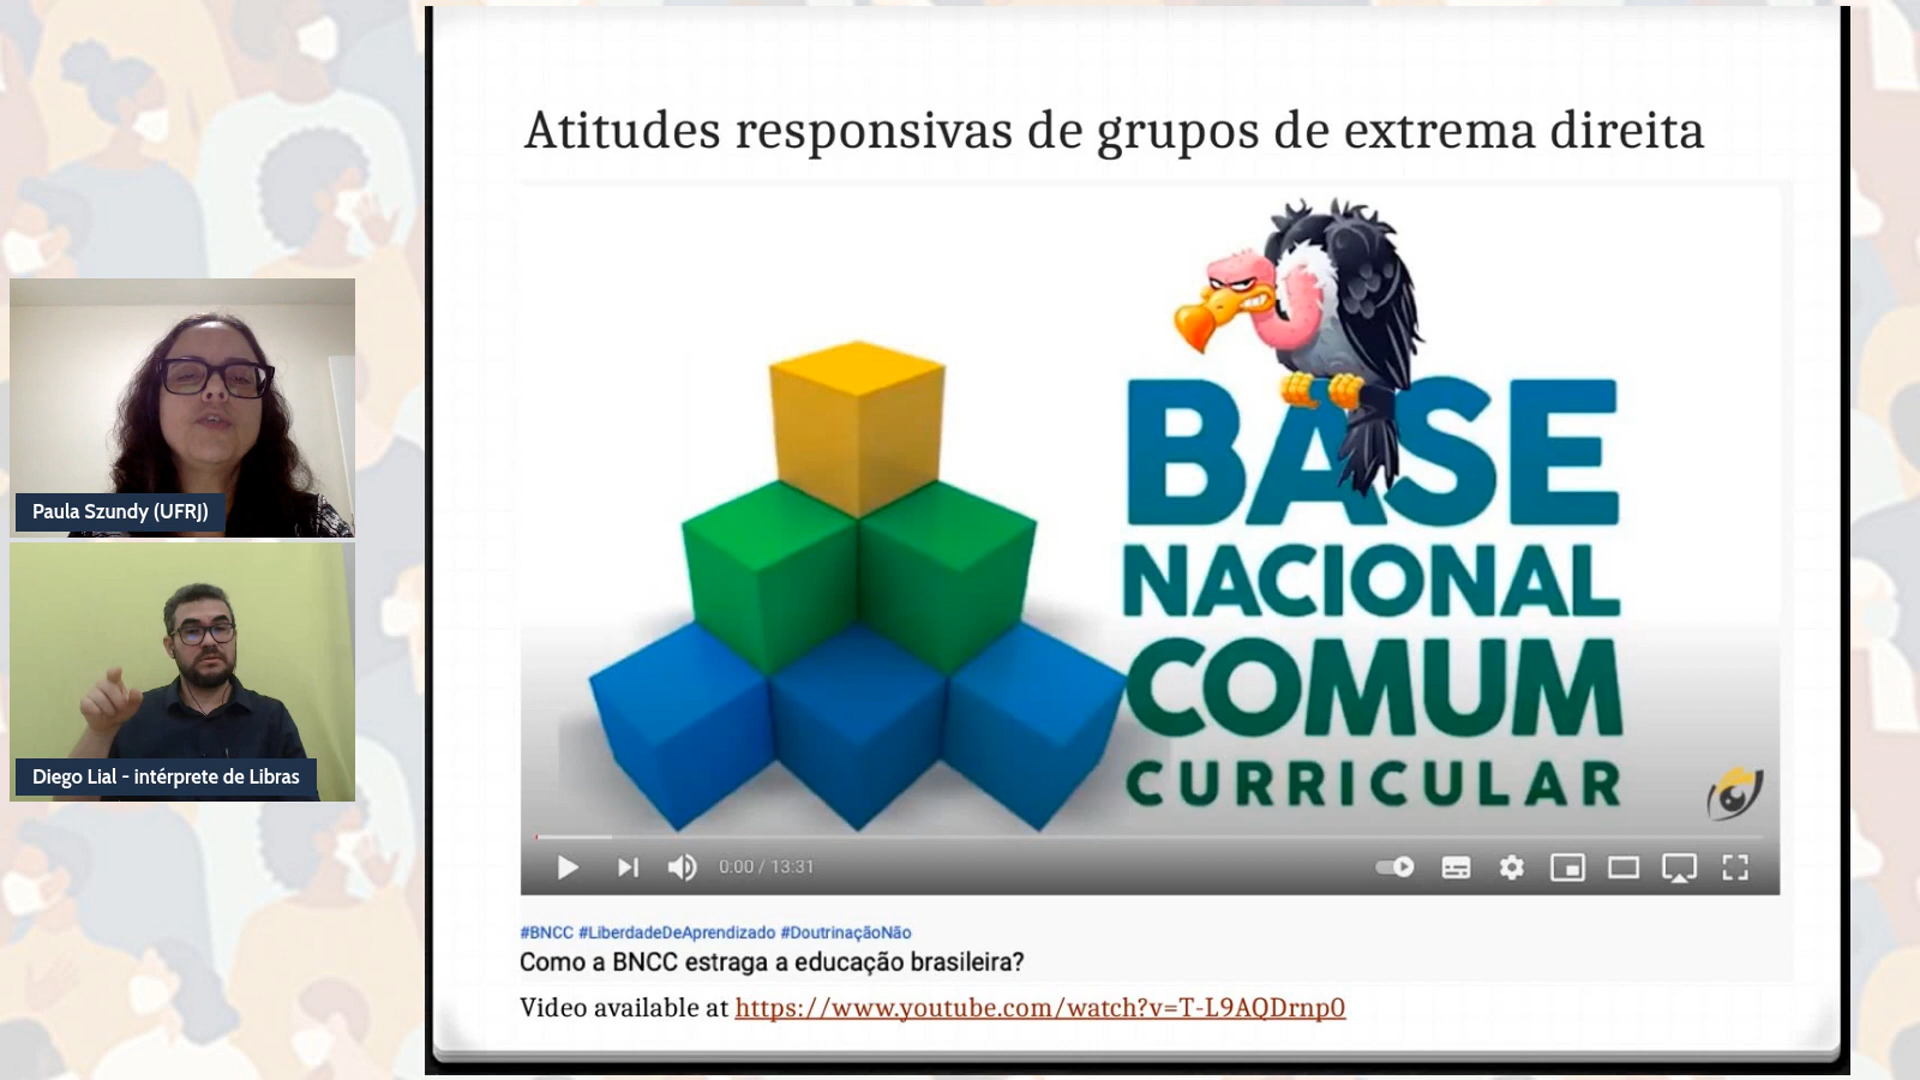 Atitudes responsivas de grupos de extrema direita
BASE
NACIONAL
COMUM
CURRICULAR
0:00 / 13:31
#BNCC #LiberdadeDeAprendizado #DoutrinaçãoNão
Como a BNCC estraga a educação brasileira?
Video available at https://www.youtube.com/watch?v=T-L9AQDrnp0
Paula Szundy (UFRJ)
Diego Lial - intérprete de Libras